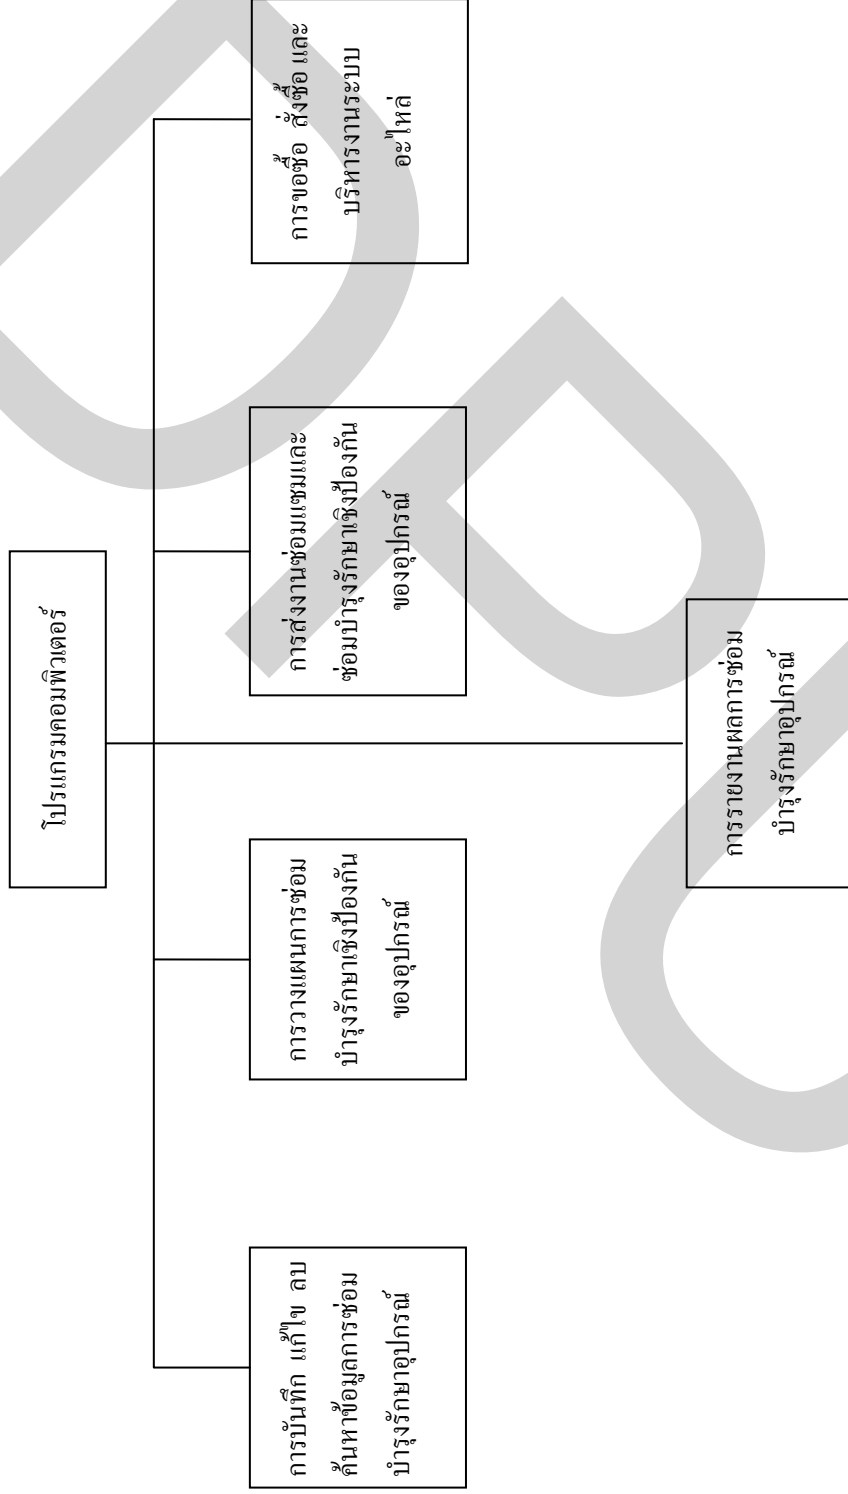 โปรแกรมคอมพิวเตอร์
การบันทึก แก้ไข ลบ
ค้นหาข้อมูลการซ่อม
บำรุงรักษาอุปกรณ์
การวางแผนการซ่อม
บำรุงรักษาเชิงป้องกัน
ของอุปกรณ์
การส่งงานซ่อมแซมและ
ซ่อมบำรุงรักษาเชิงป้องกัน
ของอุปกรณ์
การขอซื้อ สั่งซื้อ และ
บริหารงานระบบ
อะไหล่
การรายงานผลการซ่อม
บำรุงรักษาอุปกรณ์